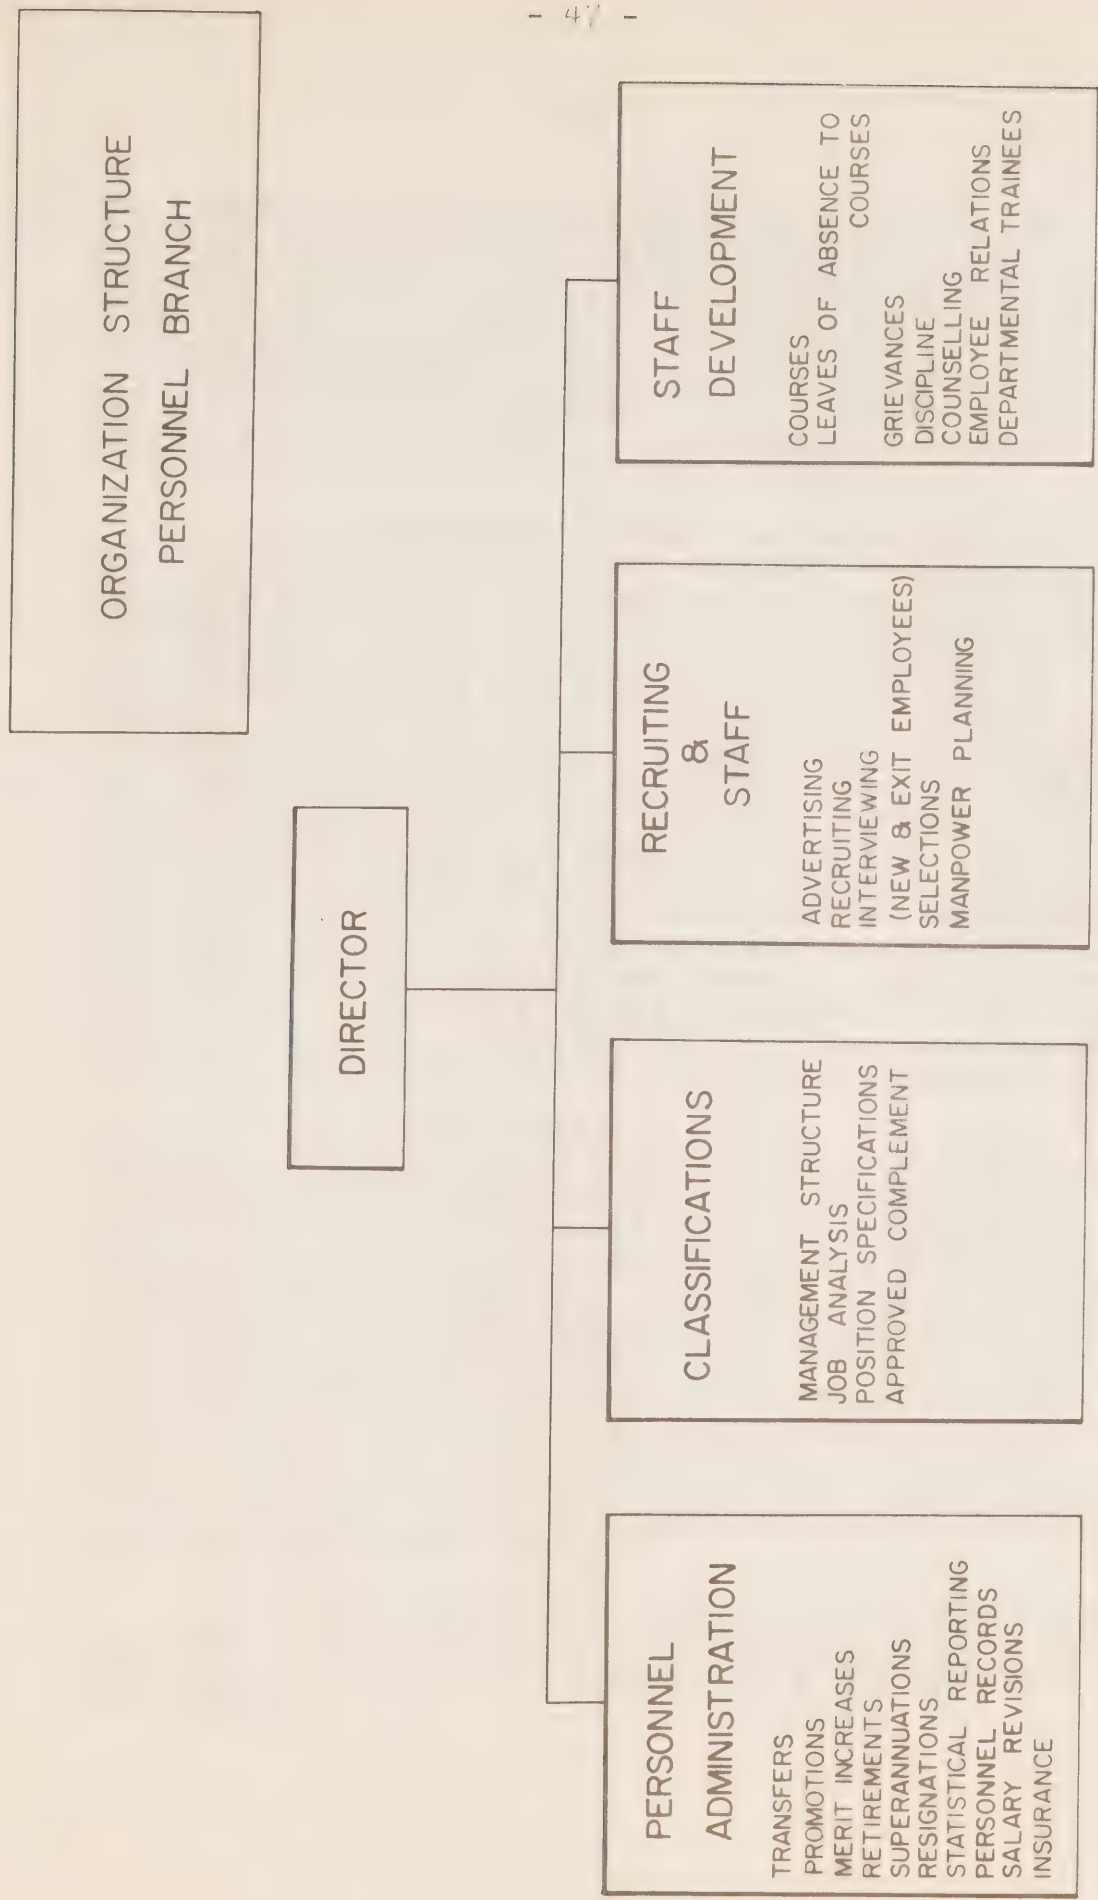 - 47 -
ORGANIZATION STRUCTURE
PERSONNEL BRANCH
DIRECTOR
PERSONNEL
ADMINISTRATION
TRANSFERS
PROMOTIONS
MERIT INCREASES
RETIREMENTS
SUPERANNUATIONS
RESIGNATIONS
STATISTICAL REPORTING
PERSONNEL RECORDS
SALARY REVISIONS
INSURANCE
CLASSIFICATIONS
MANAGEMENT STRUCTURE
JOB ANALYSIS
POSITION SPECIFICATIONS
APPROVED COMPLEMENT
RECRUITING
&
STAFF
ADVERTISING
RECRUITING
INTERVIEWING
(NEW & EXIT EMPLOYEES)
SELECTIONS
MANPOWER PLANNING
STAFF
DEVELOPMENT
COURSES
LEAVES OF ABSENCE TO
COURSES
GRIEVANCES
DISCIPLINE
COUNSELLING
EMPLOYEE RELATIONS
DEPARTMENTAL TRAINEES